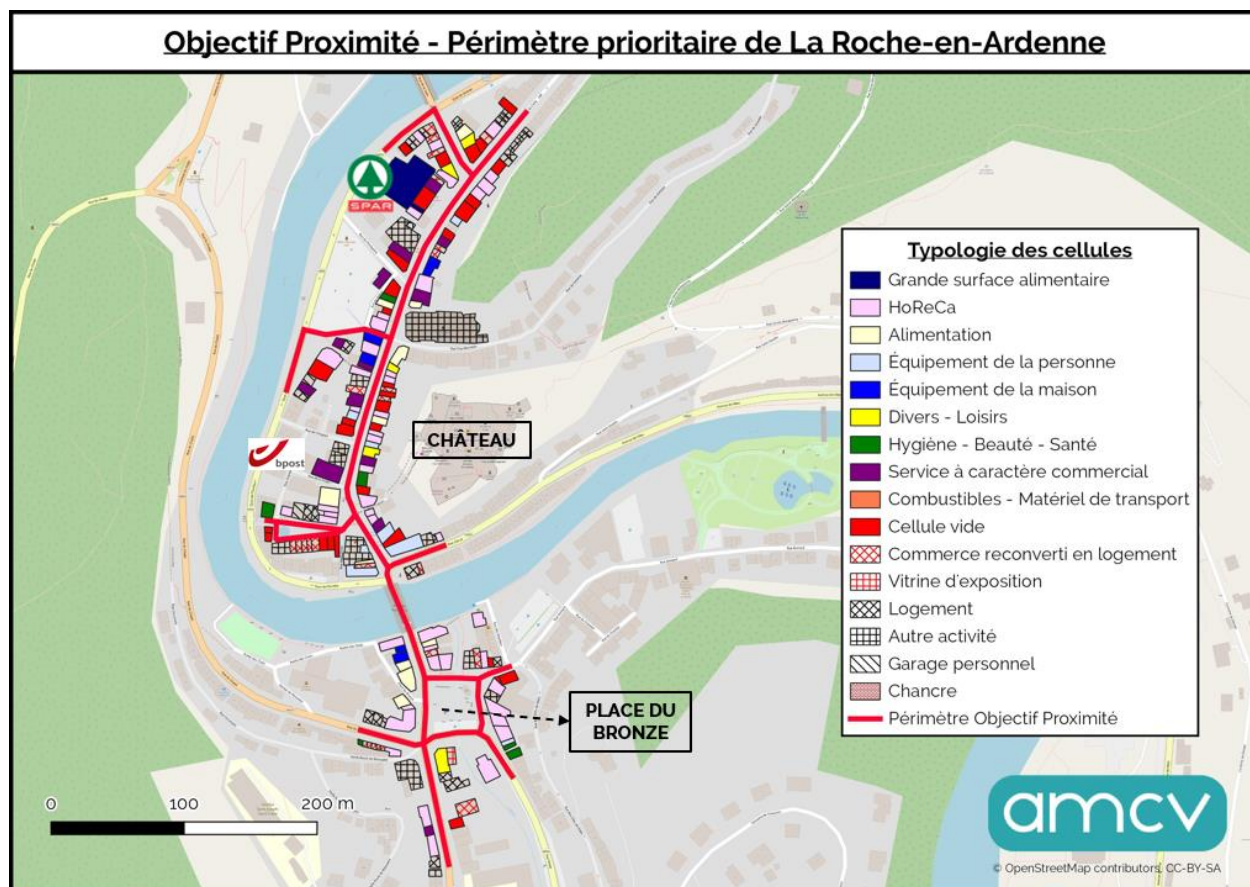 Objectif Proximité - Périmètre prioritaire de La Roche-en-Ardenne
SPAR
bpost
CHÂTEAU
PLACE DU
BRONZE
Typologie des cellules
Grande surface alimentaire
HoReCa
Alimentation
Équipement de la personne
Équipement de la maison
Divers - Loisirs
Hygiène - Beauté - Santé
Service à caractère commercial
Combustibles - Matériel de transport
Cellule vide
Commerce reconverti en logement
Vitrine d'exposition
Logement
Autre activité
Garage personnel
Chancre
Périmètre Objectif Proximité
0 100 200 m
amcv
© OpenStreetMap contributors, CC-BY-SA